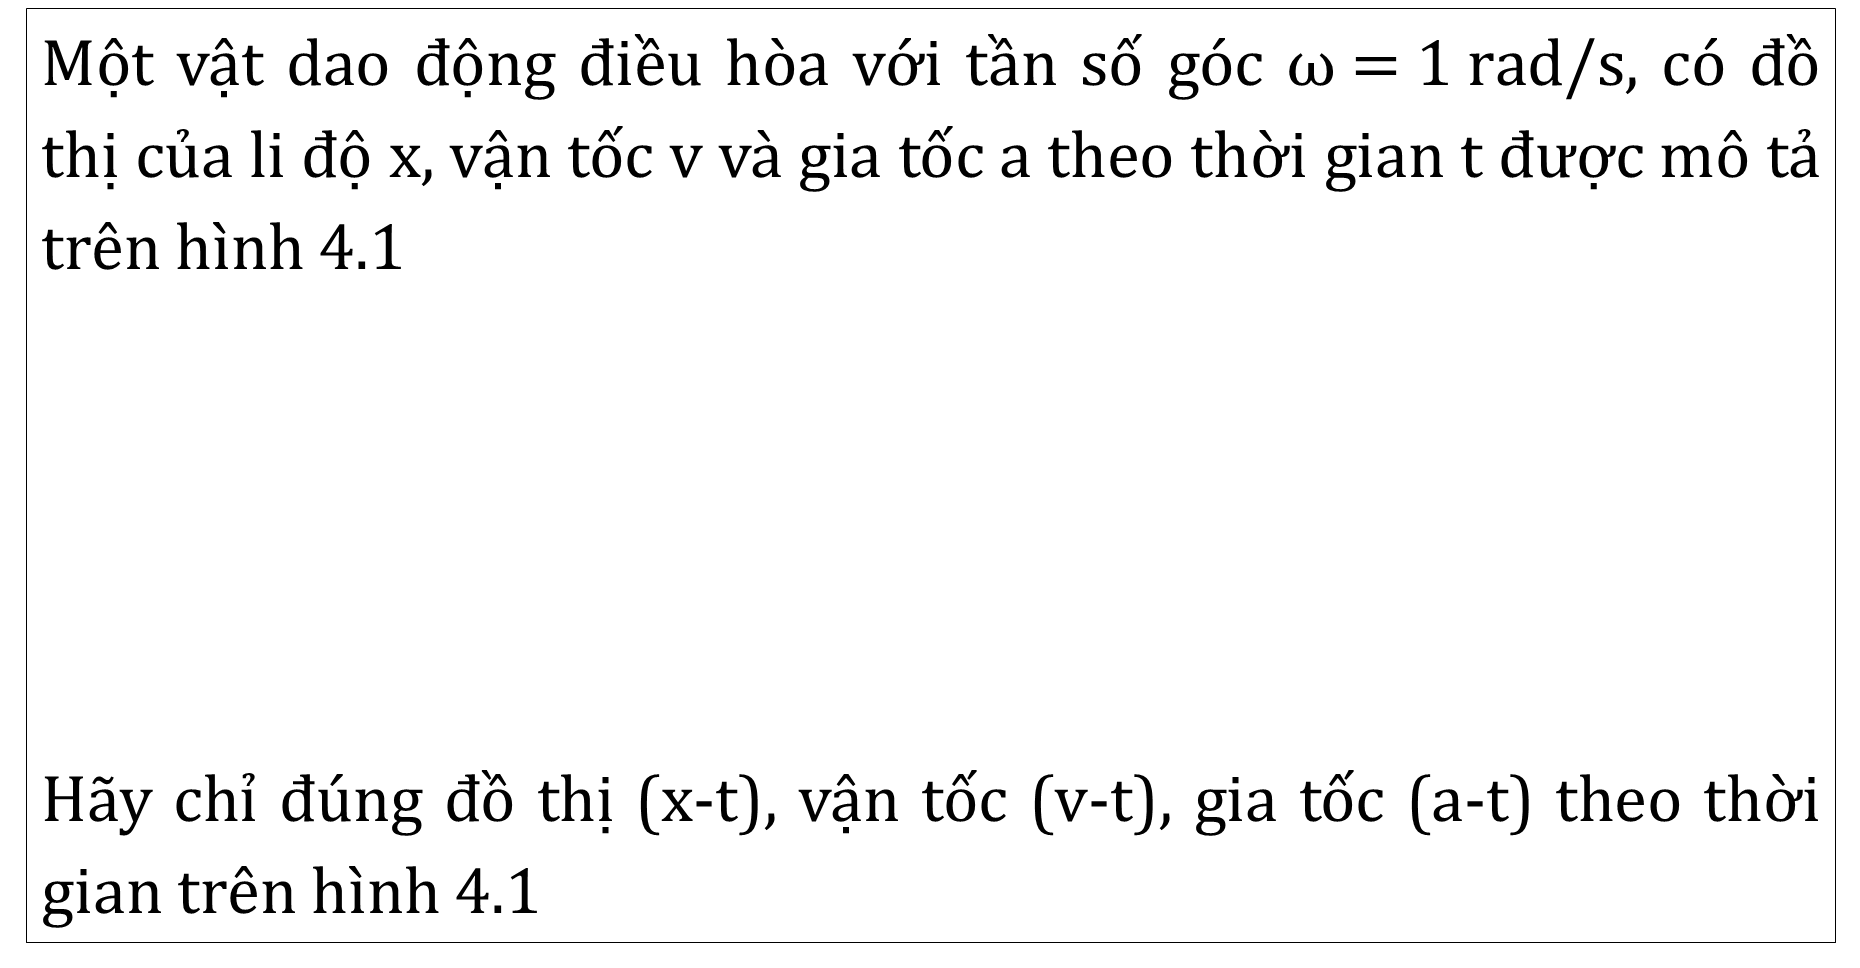 Một vật dao động điều hòa với tần số góc ω = 1 rad/s, có đồ
thị của li độ x, vận tốc v và gia tốc a theo thời gian t được mô tả
trên hình 4.1
Hãy chỉ đúng đồ thị (x-t), vận tốc (v-t), gia tốc (a-t) theo thời
gian trên hình 4.1